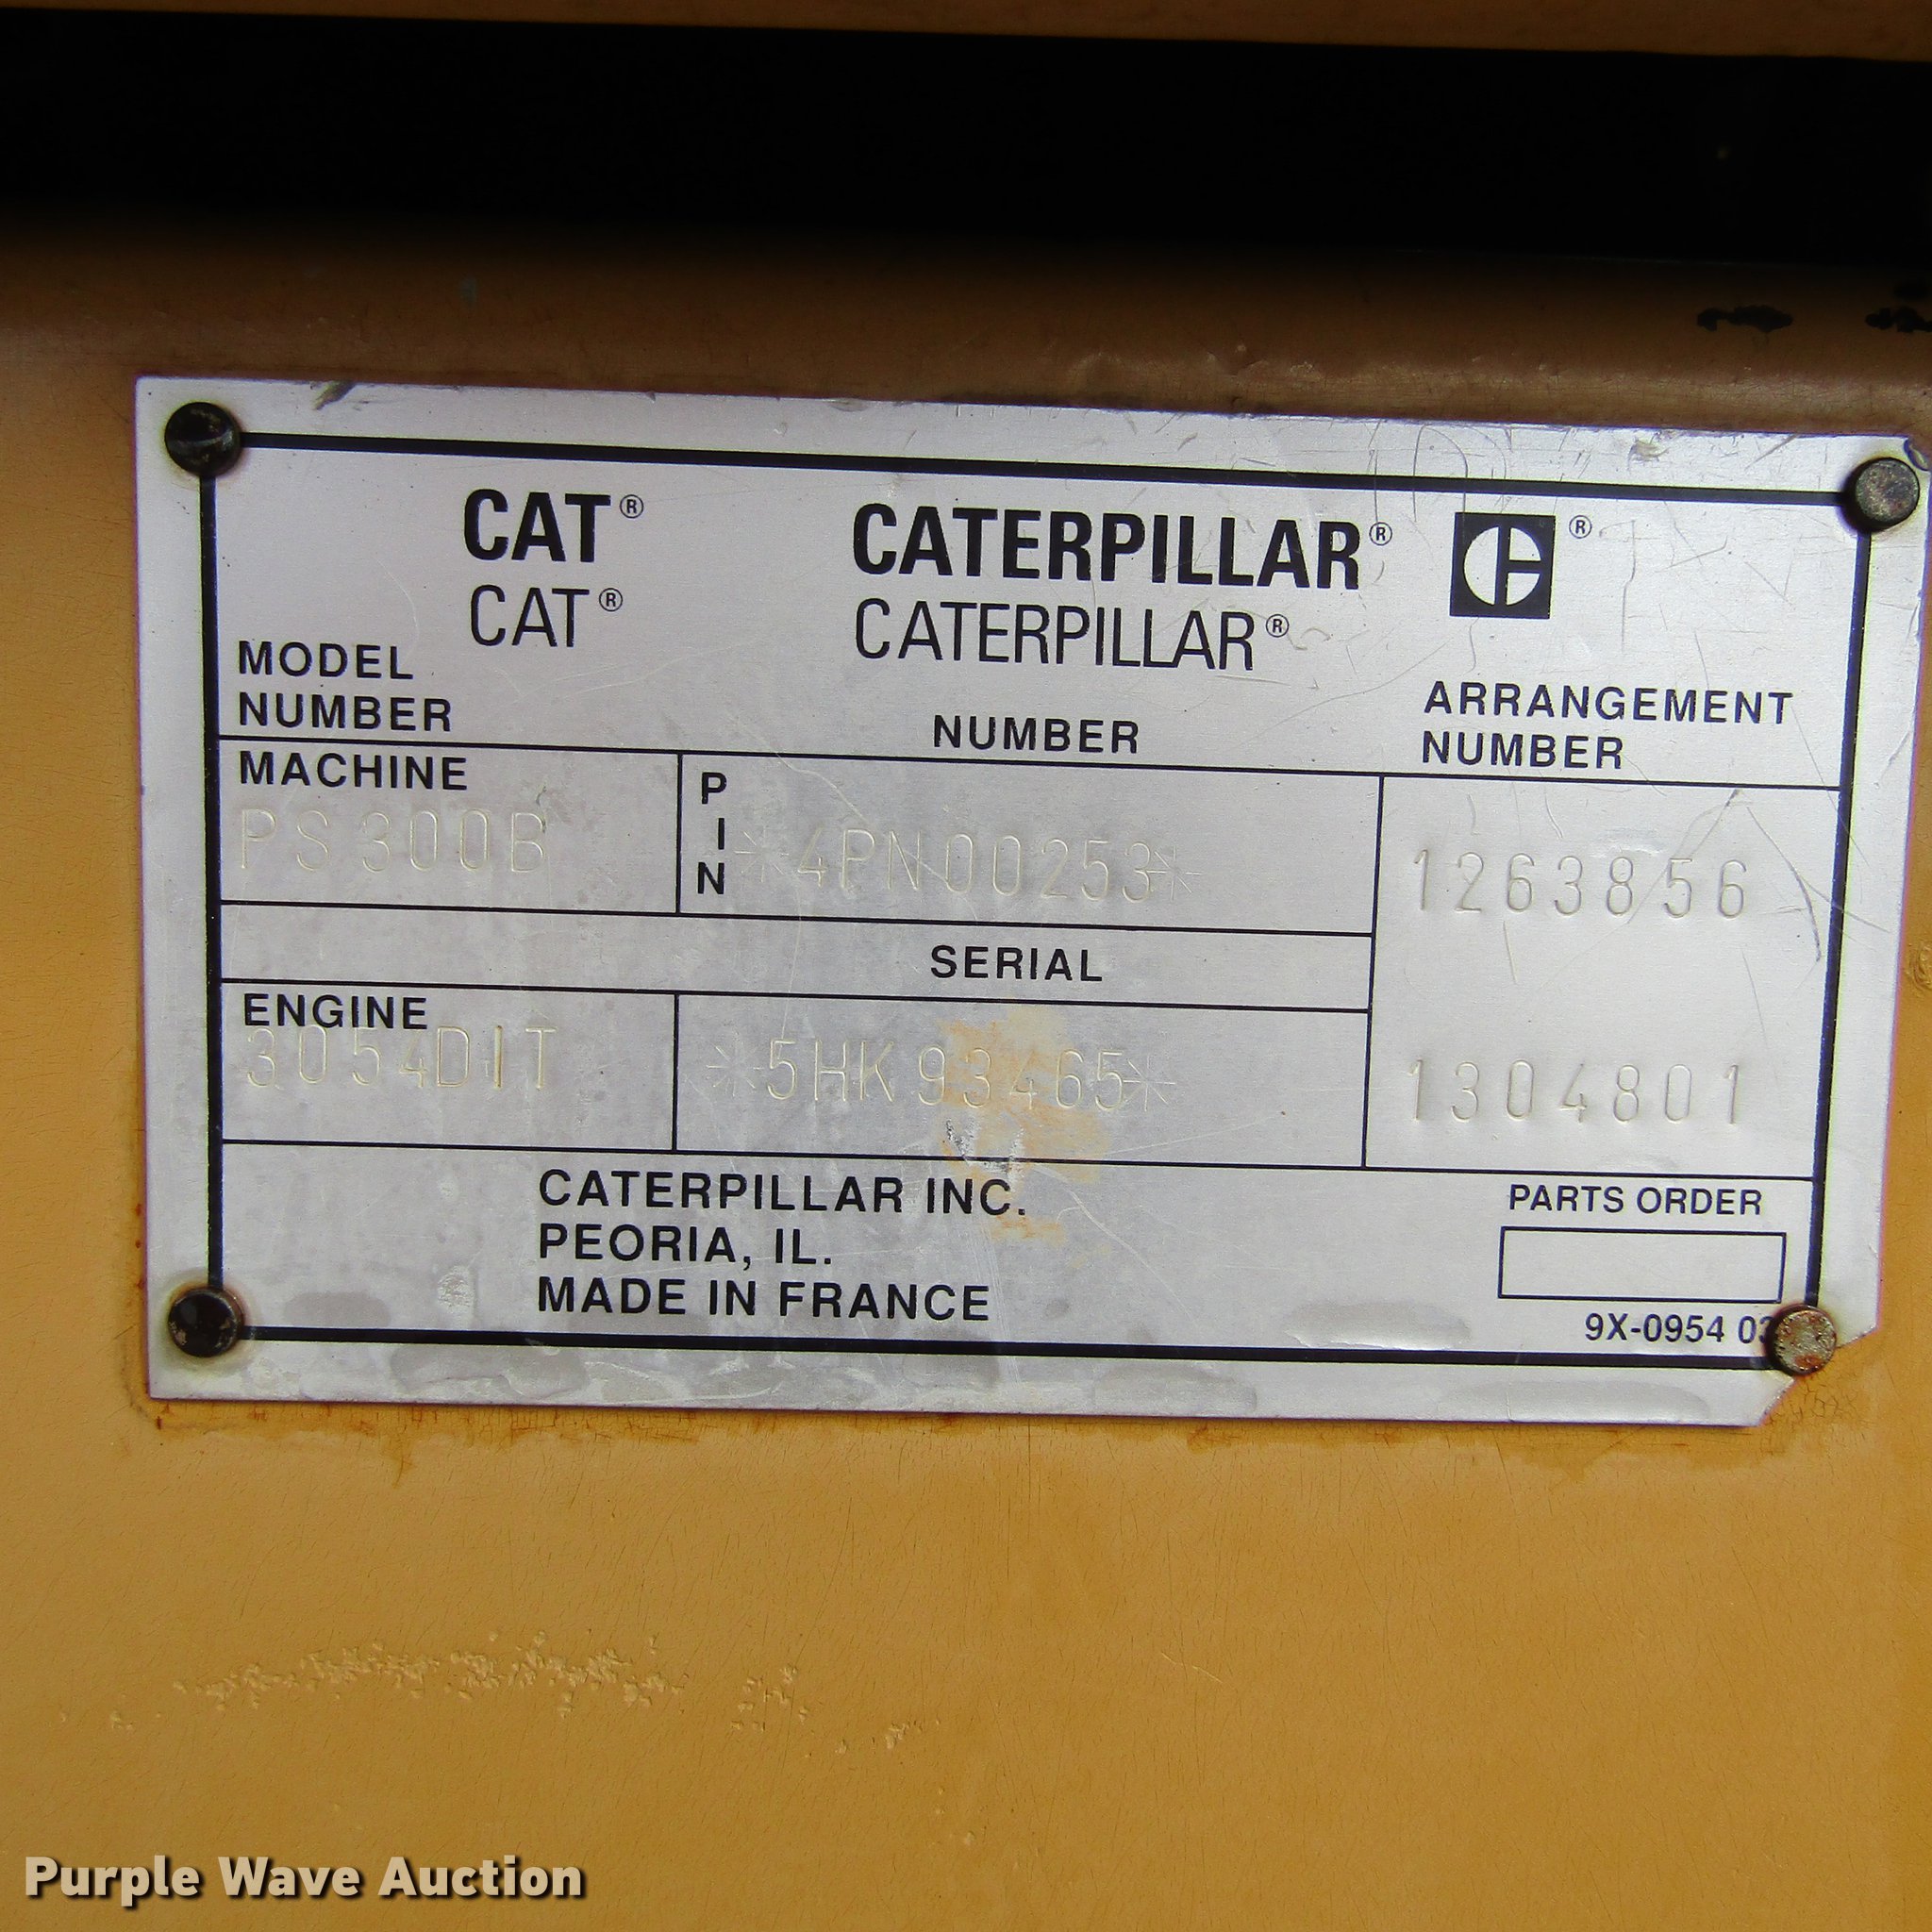 CAT® CATERPILLAR® ®
CAT® CATERPILLAR®
MODEL
NUMBER
NUMBER
ARRANGEMENT
NUMBER
MACHINE
PS300B
PIN
*4PN00253*
1263856
SERIAL
ENGINE
3054DIT
*5HK93465*
1304801
CATERPILLAR INC.
PEORIA, IL.
MADE IN FRANCE
PARTS ORDER
9X-0954
Purple Wave Auction